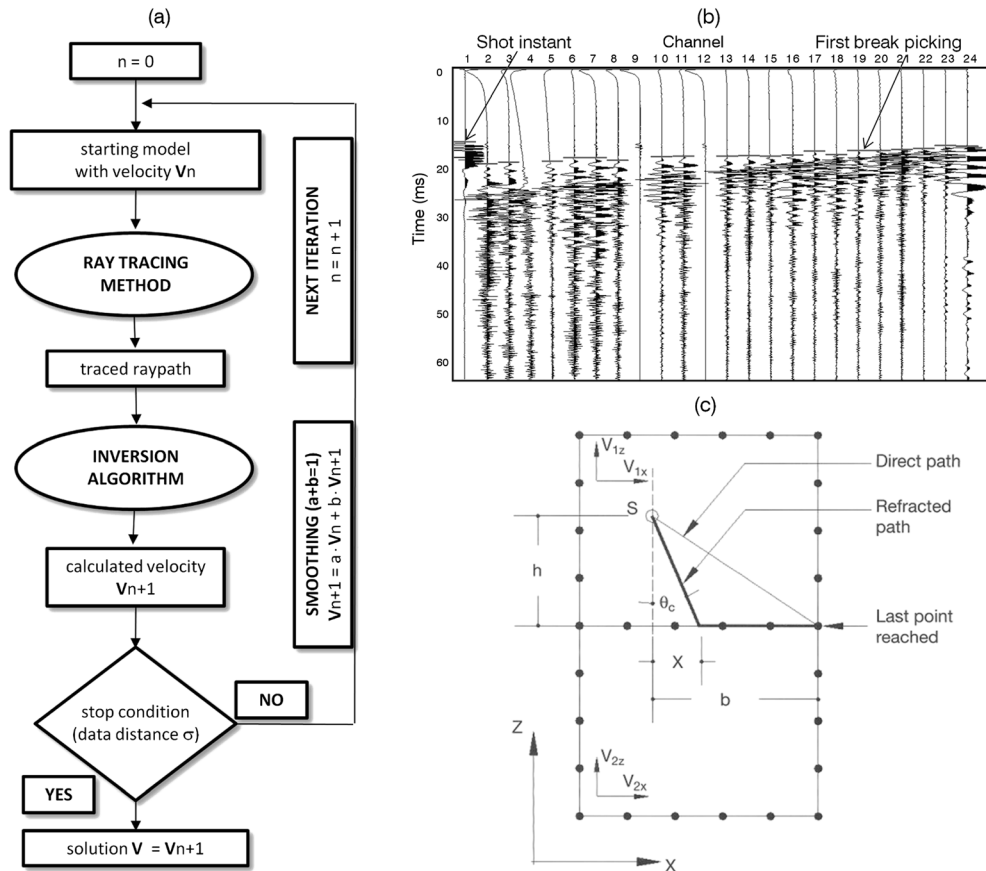 (a)
n = 0
starting model
with velocity Vn
RAY TRACING
METHOD
traced raypath
INVERSION
ALGORITHM
calculated velocity
Vn+1
stop condition
(data distance σ)
NO
YES
solution V = Vn+1
NEXT ITERATION
n = n + 1
SMOOTHING (a+b=1)
Vn+1 = a · Vn + b · Vn+1
(b)
Shot instant
Channel
First break picking
1 2 3 4 5 6 7 8 9 10 11 12 13 14 15 16 17 18 19 20 21 22 23 24
0
10
20
30
40
50
60
Time (ms)
(c)
V1z
V1x
Direct path
S
Refracted
path
h
θc
Last point
reached
X
b
Z
V2z
V2x
X